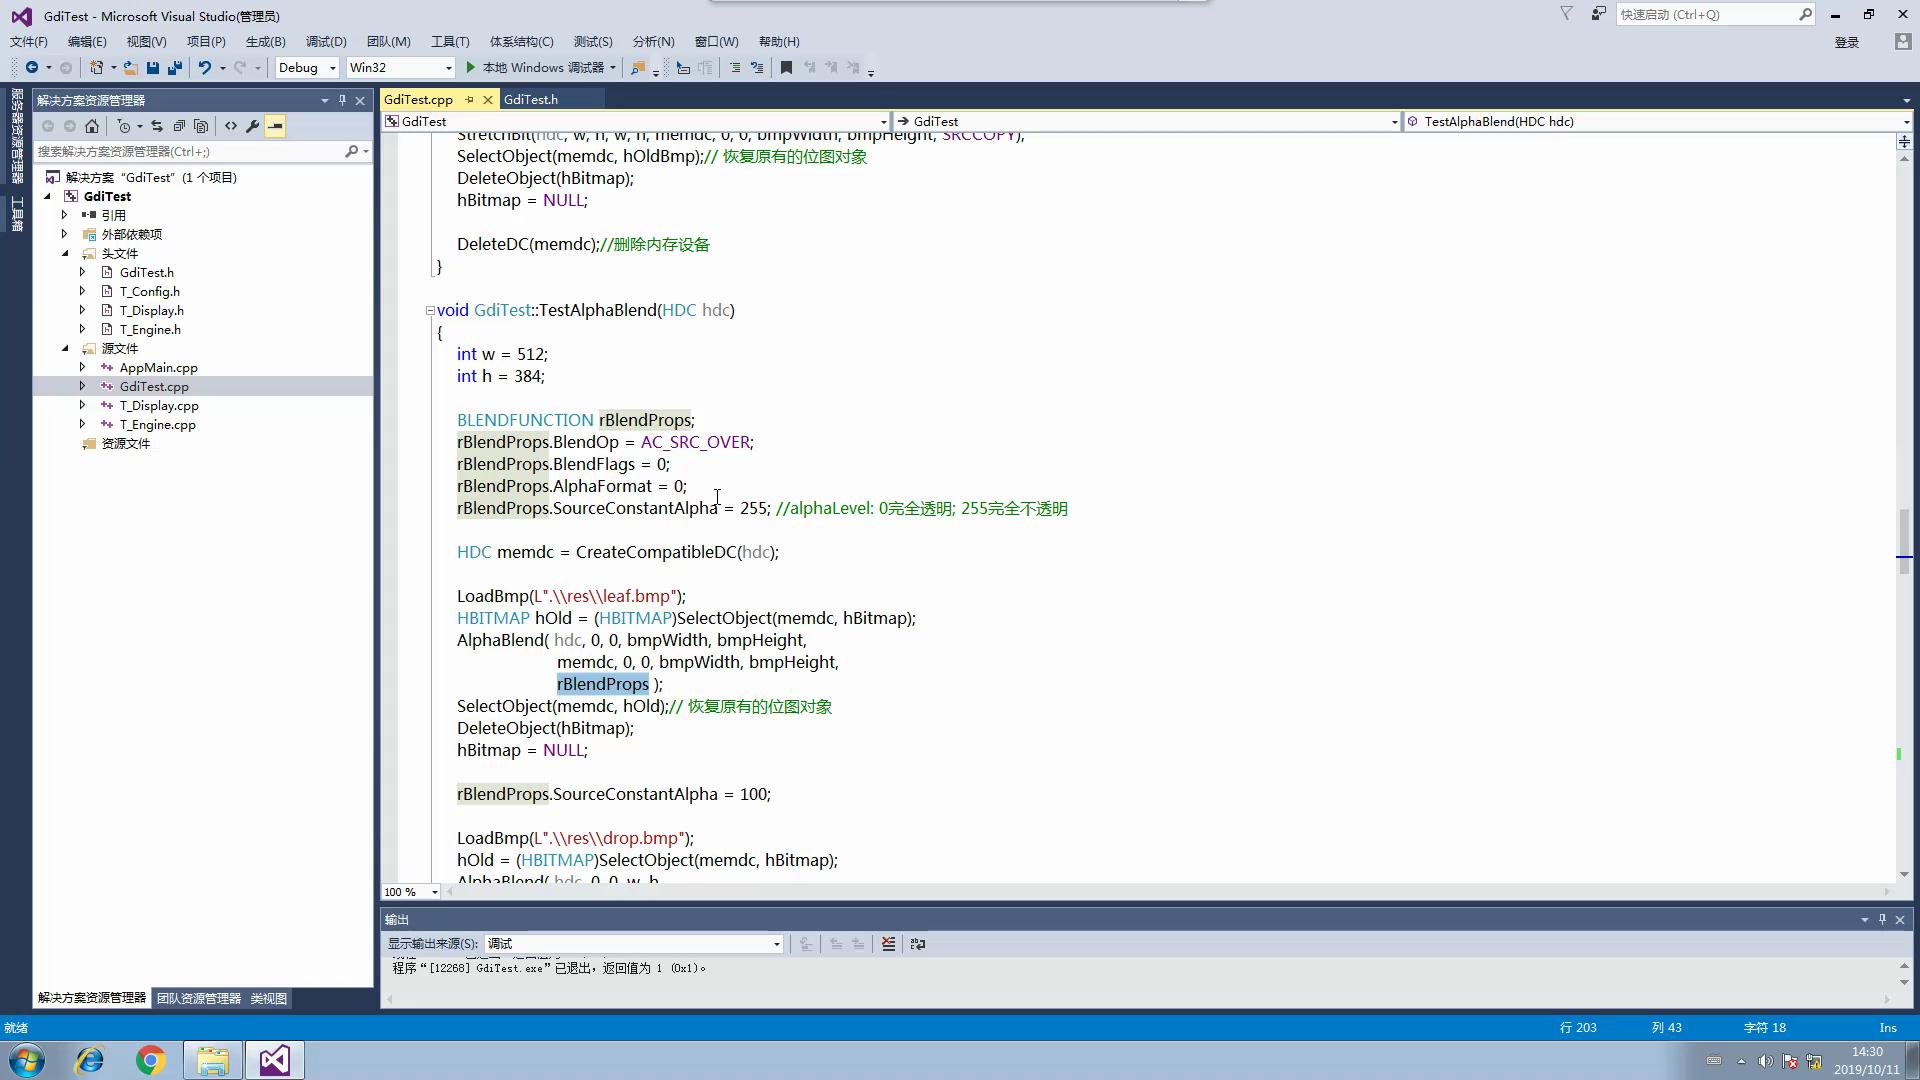 GdiTest - Microsoft Visual Studio(管理员)
快速启动 (Ctrl+Q)
文件(F) 编辑(E) 视图(V) 项目(P) 生成(B) 调试(D) 团队(M) 工具(T) 体系结构(C) 测试(S) 分析(N) 窗口(W) 帮助(H)
登录
Debug Win32 本地 Windows 调试器
服务器资源管理器
工具箱
解决方案资源管理器
搜索解决方案资源管理器(Ctrl+;)
解决方案 "GdiTest" (1 个项目)
GdiTest
引用
外部依赖项
头文件
GdiTest.h
T_Config.h
T_Display.h
T_Engine.h
源文件
AppMain.cpp
GdiTest.cpp
T_Display.cpp
T_Engine.cpp
资源文件
解决方案资源管理器 团队资源管理器 类视图
GdiTest.cpp GdiTest.h
GdiTest GdiTest TestAlphaBlend(HDC hdc)
StretchBlt(hdc, w, h, w, h, memdc, 0, 0, bmpWidth, bmpHeight, SRCCOPY);
SelectObject(memdc, hOldBmp);// 恢复原有的位图对象
DeleteObject(hBitmap);
hBitmap = NULL;
DeleteDC(memdc);//删除内存设备
}
void GdiTest::TestAlphaBlend(HDC hdc)
{
int w = 512;
int h = 384;
BLENDFUNCTION rBlendProps;
rBlendProps.BlendOp = AC_SRC_OVER;
rBlendProps.BlendFlags = 0;
rBlendProps.AlphaFormat = 0;
rBlendProps.SourceConstantAlpha = 255; //alphaLevel: 0完全透明; 255完全不透明
HDC memdc = CreateCompatibleDC(hdc);
LoadBmp(L".\\res\\leaf.bmp");
HBITMAP hOld = (HBITMAP)SelectObject(memdc, hBitmap);
AlphaBlend( hdc, 0, 0, bmpWidth, bmpHeight,
memdc, 0, 0, bmpWidth, bmpHeight,
rBlendProps );
SelectObject(memdc, hOld);// 恢复原有的位图对象
DeleteObject(hBitmap);
hBitmap = NULL;
rBlendProps.SourceConstantAlpha = 100;
LoadBmp(L".\\res\\drop.bmp");
hOld = (HBITMAP)SelectObject(memdc, hBitmap);
AlphaBlend( hdc, 0, 0, w, h,
100 %
输出
显示输出来源(S): 调试
程序"[12268] GdiTest.exe"已退出，返回值为 1 (0x1)。
就绪 行 203 列 43 字符 18 Ins
14:30
2019/10/11